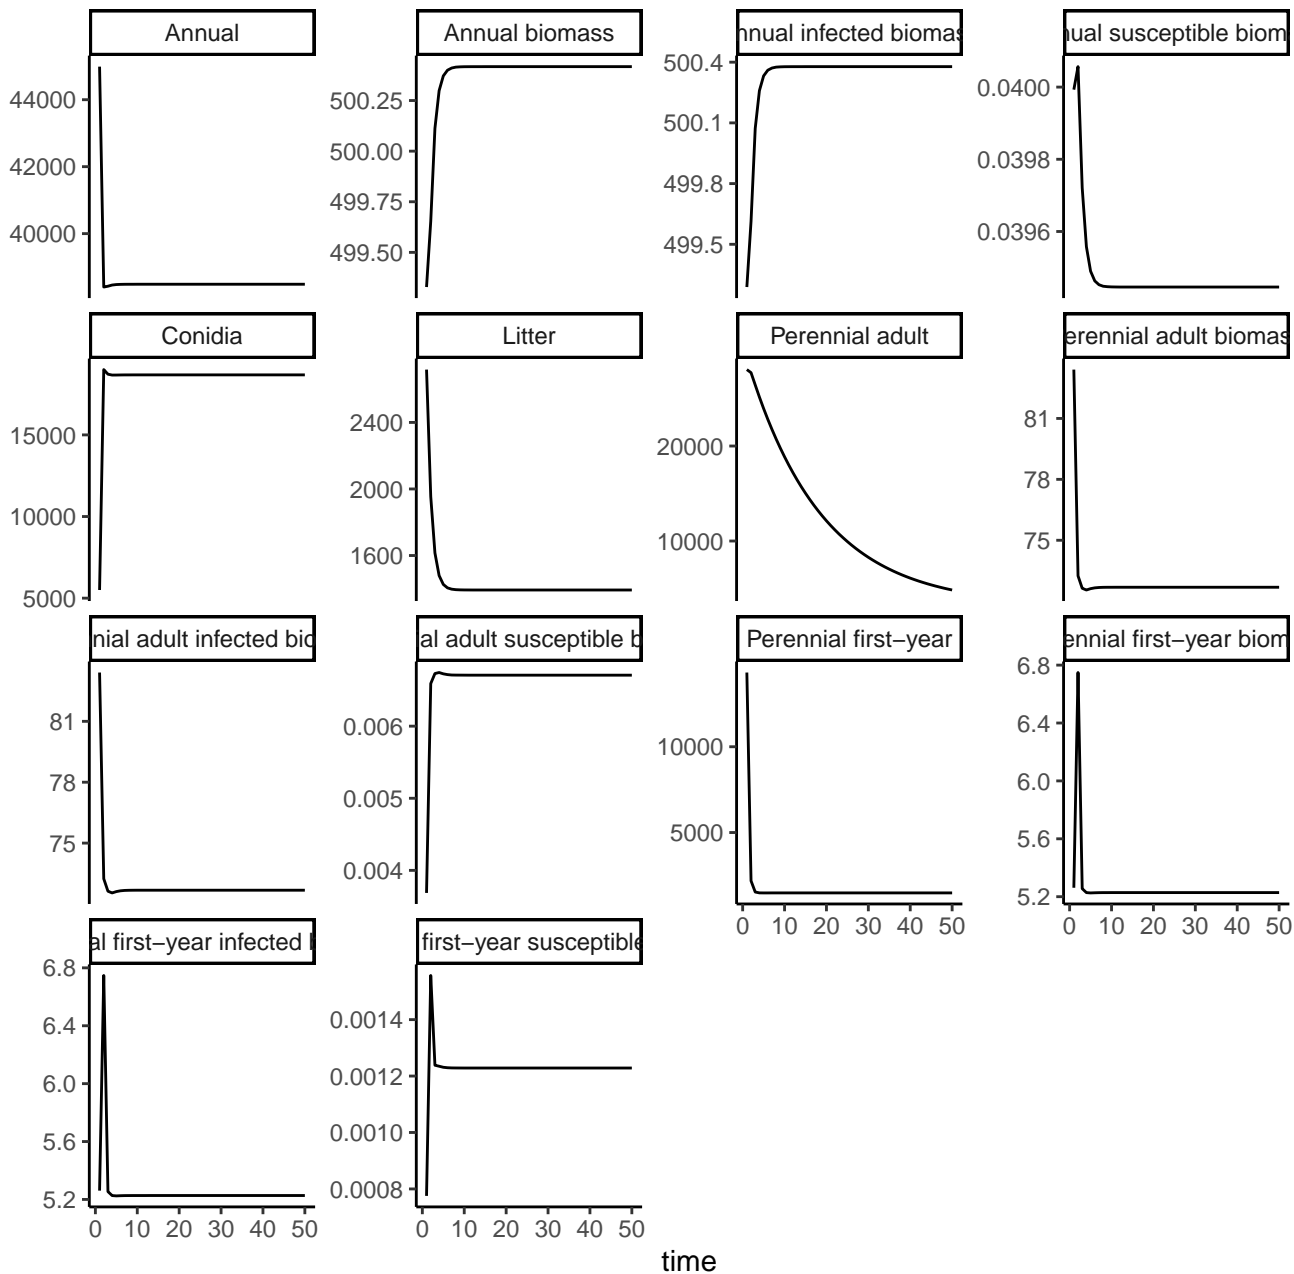 Annual
Annual biomass
nnual infected biomas
nual susceptible biom
44000
42000
40000
500.25
500.00
499.75
499.50
500.4
500.1
499.8
499.5
0.0400
0.0398
0.0396
Conidia
Litter
Perennial adult
erennial adult biomas
15000
10000
5000
2400
2000
1600
20000
10000
81
78
75
nial adult infected bio
al adult susceptible b
Perennial first−year
ennial first−year biom
81
78
75
0.006
0.005
0.004
10000
5000
6.8
6.4
6.0
5.6
5.2
0 10 20 30 40 50
0 10 20 30 40 50
al first−year infected
first−year susceptible
6.8
6.4
6.0
5.6
5.2
0.0014
0.0012
0.0010
0.0008
0 10 20 30 40 50
0 10 20 30 40 50
time